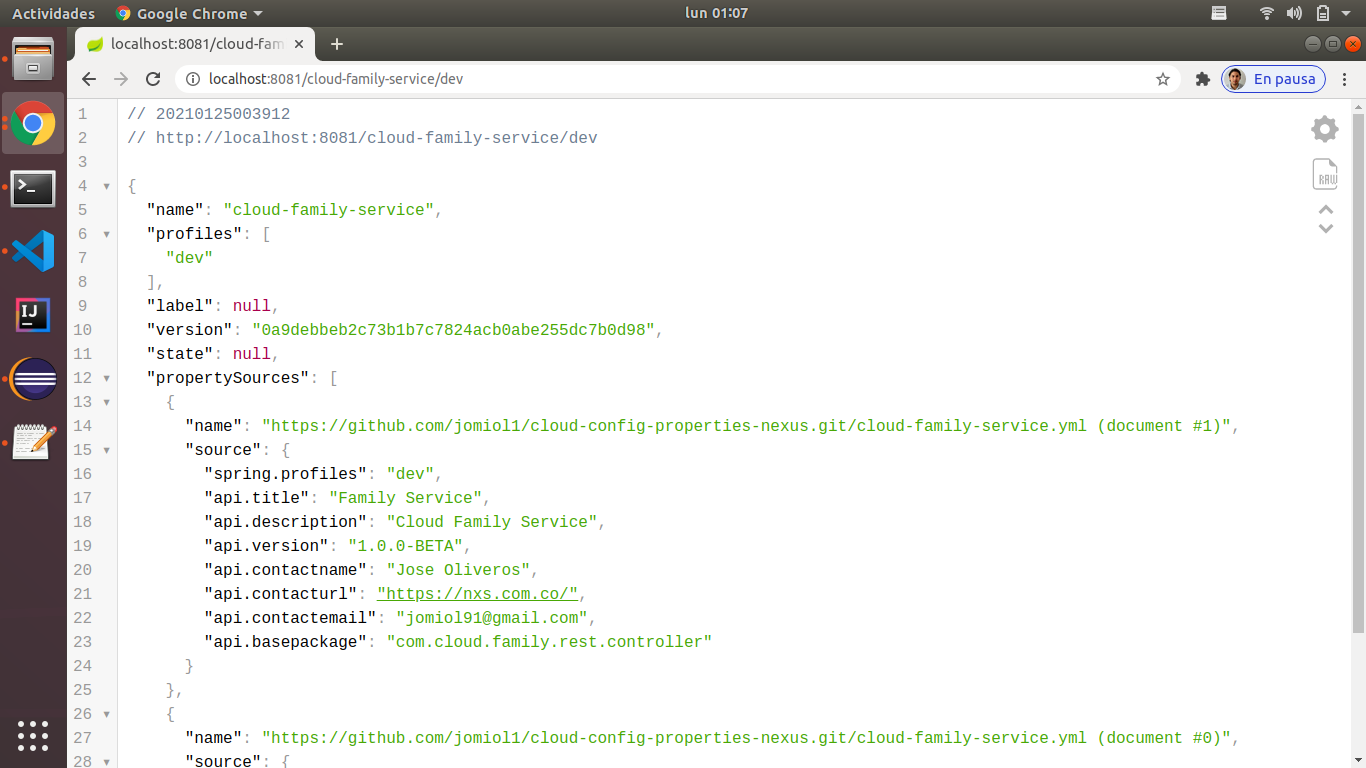 Actividades Google Chrome lun 01:07
localhost:8081/cloud-fam
localhost:8081/cloud-family-service/dev En pausa
1 // 20210125003912
2 // http://localhost:8081/cloud-family-service/dev
3
4 {
5 "name": "cloud-family-service",
6 "profiles": [
7 "dev"
8 ],
9 "label": null,
10 "version": "0a9debbeb2c73b1b7c7824acb0abe255dc7b0d98",
11 "state": null,
12 "propertySources": [
13 {
14 "name": "https://github.com/jomiol1/cloud-config-properties-nexus.git/cloud-family-service.yml (document #1)",
15 "source": {
16 "spring.profiles": "dev",
17 "api.title": "Family Service",
18 "api.description": "Cloud Family Service",
19 "api.version": "1.0.0-BETA",
20 "api.contactname": "Jose Oliveros",
21 "api.contacturl": "https://nxs.com.co/",
22 "api.contactemail": "jomiol91@gmail.com",
23 "api.basepackage": "com.cloud.family.rest.controller"
24 }
25 },
26 {
27 "name": "https://github.com/jomiol1/cloud-config-properties-nexus.git/cloud-family-service.yml (document #0)",
28 "source": {
RAW
IJ